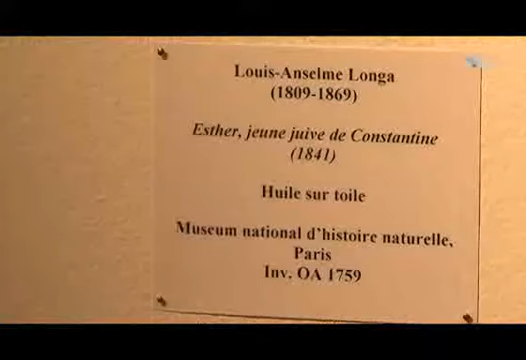 Louis-Anselme Longa
(1809-1869)
Esther, jeune juive de Constantine
(1841)
Huile sur toile
Museum national d'histoire naturelle,
Paris
Inv. OA 1759